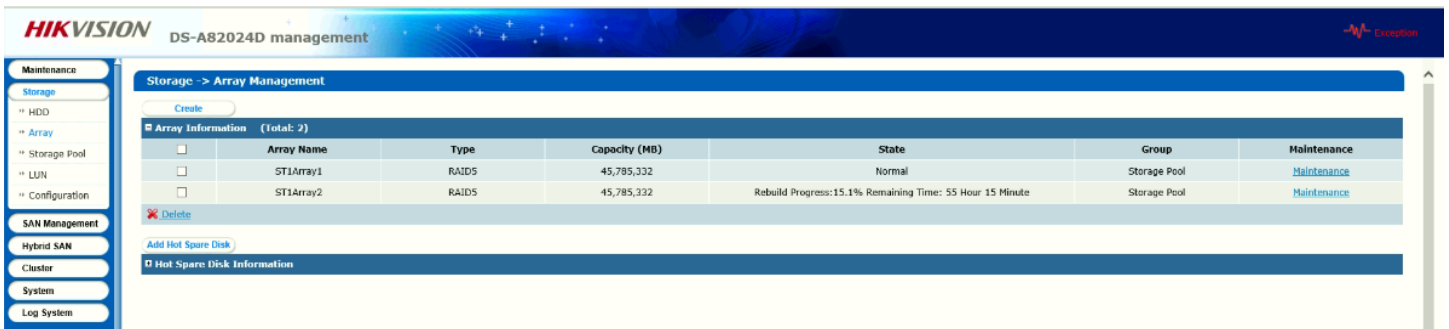 HIKVISION DS-A82024D management Exception
Maintenance
Storage
HDD
Array
Storage Pool
LUN
Configuration
SAN Management
Hybrid SAN
Cluster
System
Log System
Storage -> Array Management
Create
Array Information (Total: 2)
Array Name Type Capacity (MB) State Group Maintenance
ST1Array1 RAID5 45,785,332 Normal Storage Pool Maintenance
ST1Array2 RAID5 45,785,332 Rebuild Progress:15.1% Remaining Time: 55 Hour 15 Minute Storage Pool Maintenance
Delete
Add Hot Spare Disk
Hot Spare Disk Information